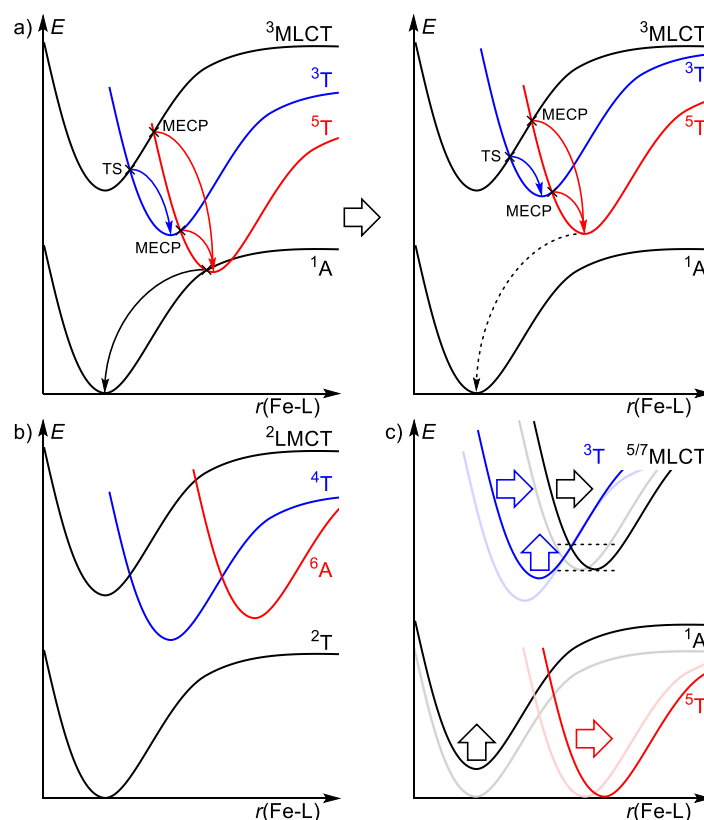 a) E
³MLCT
³T
⁵T
MECP
TS
MECP
¹A
r(Fe-L)
E
³MLCT
³T
⁵T
MECP
TS
MECP
¹A
r(Fe-L)
b) E
²LMCT
⁴T
⁶A
²T
r(Fe-L)
c) E
³T
⁵/⁷MLCT
¹A
⁵T
r(Fe-L)